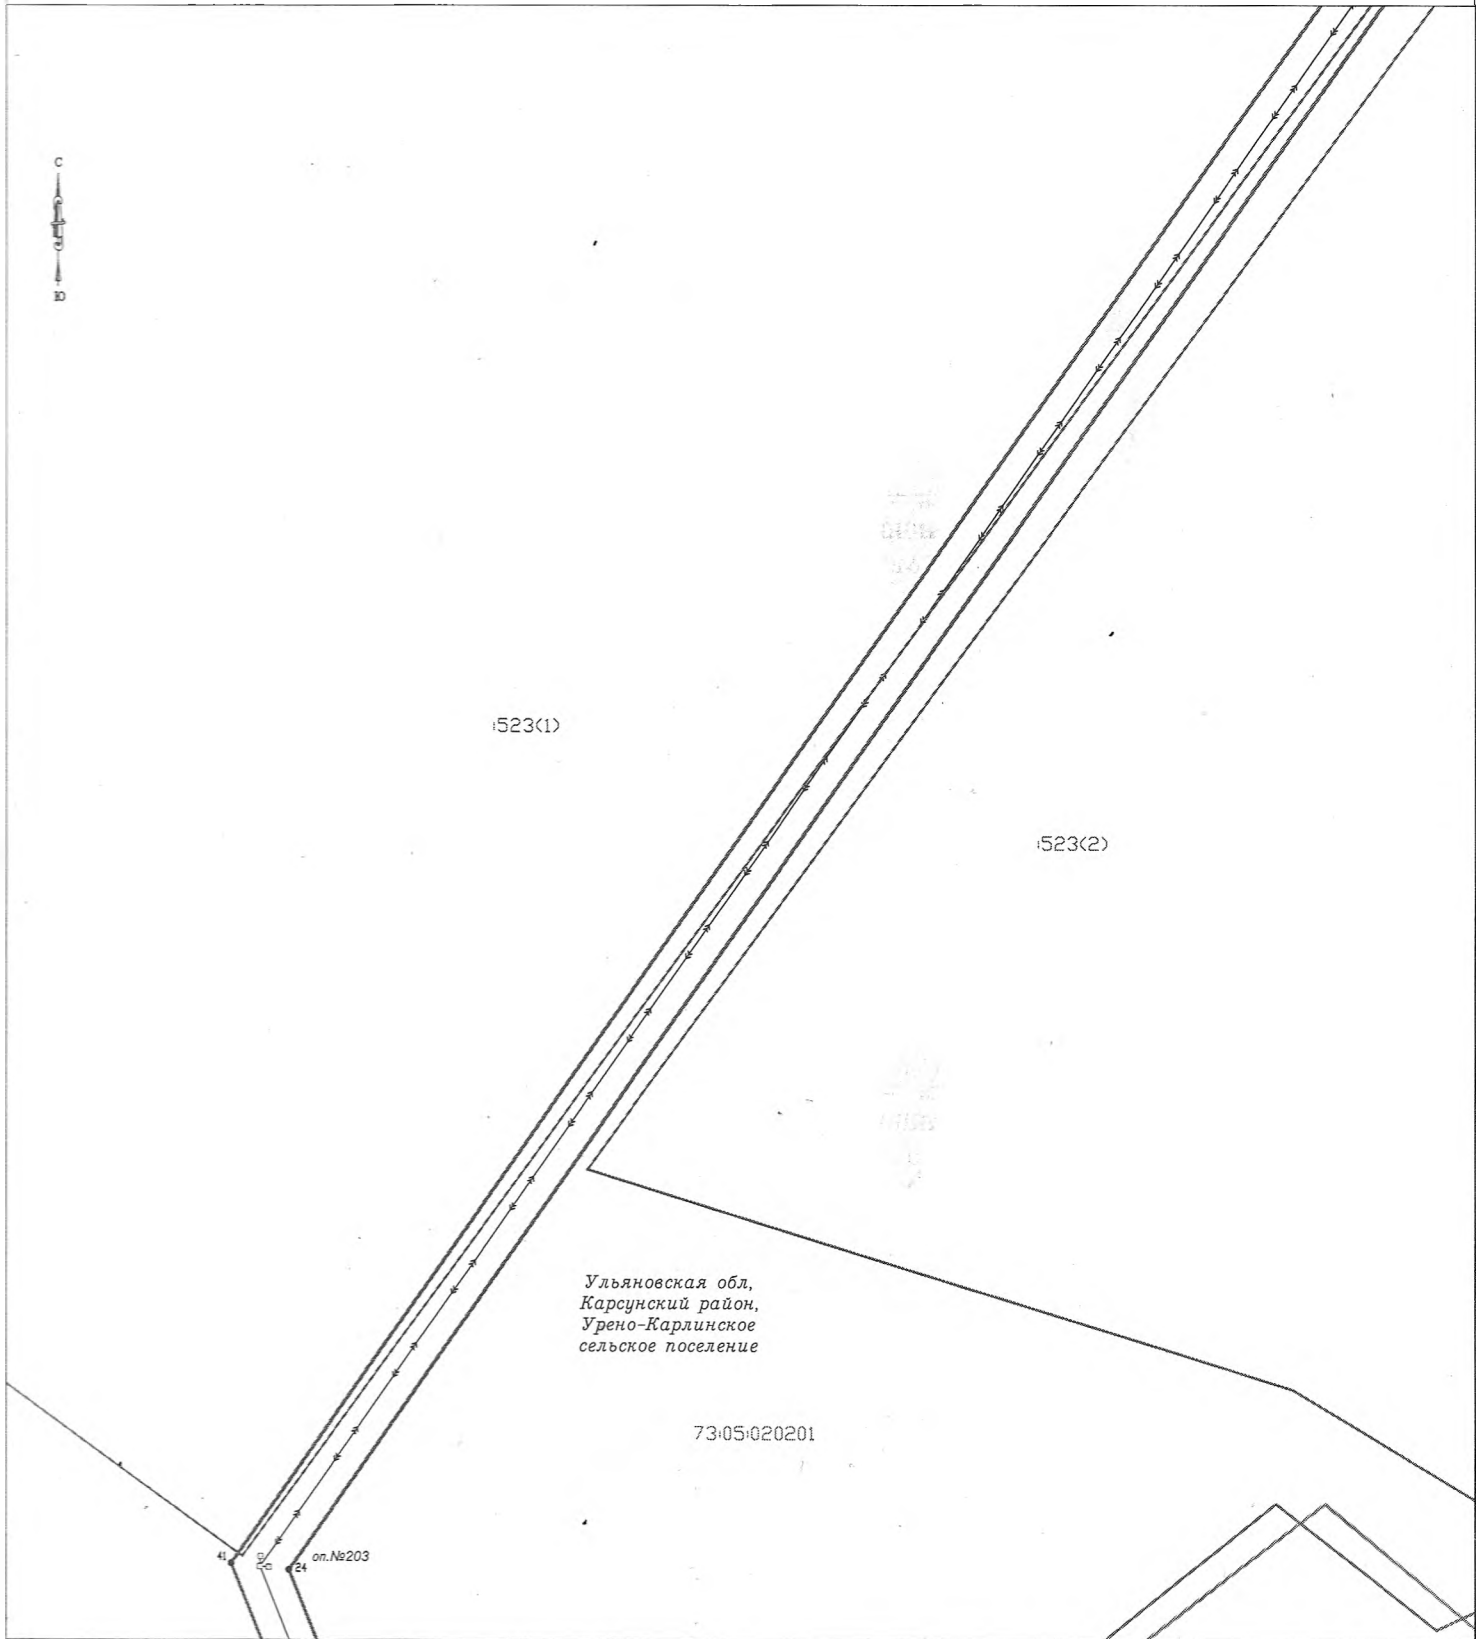 С
Ю
:523(1)
:523(2)
Ульяновская обл,
Карсунский район,
Урено-Карлинское
сельское поселение
73:05:020201
41
оп.№203
24